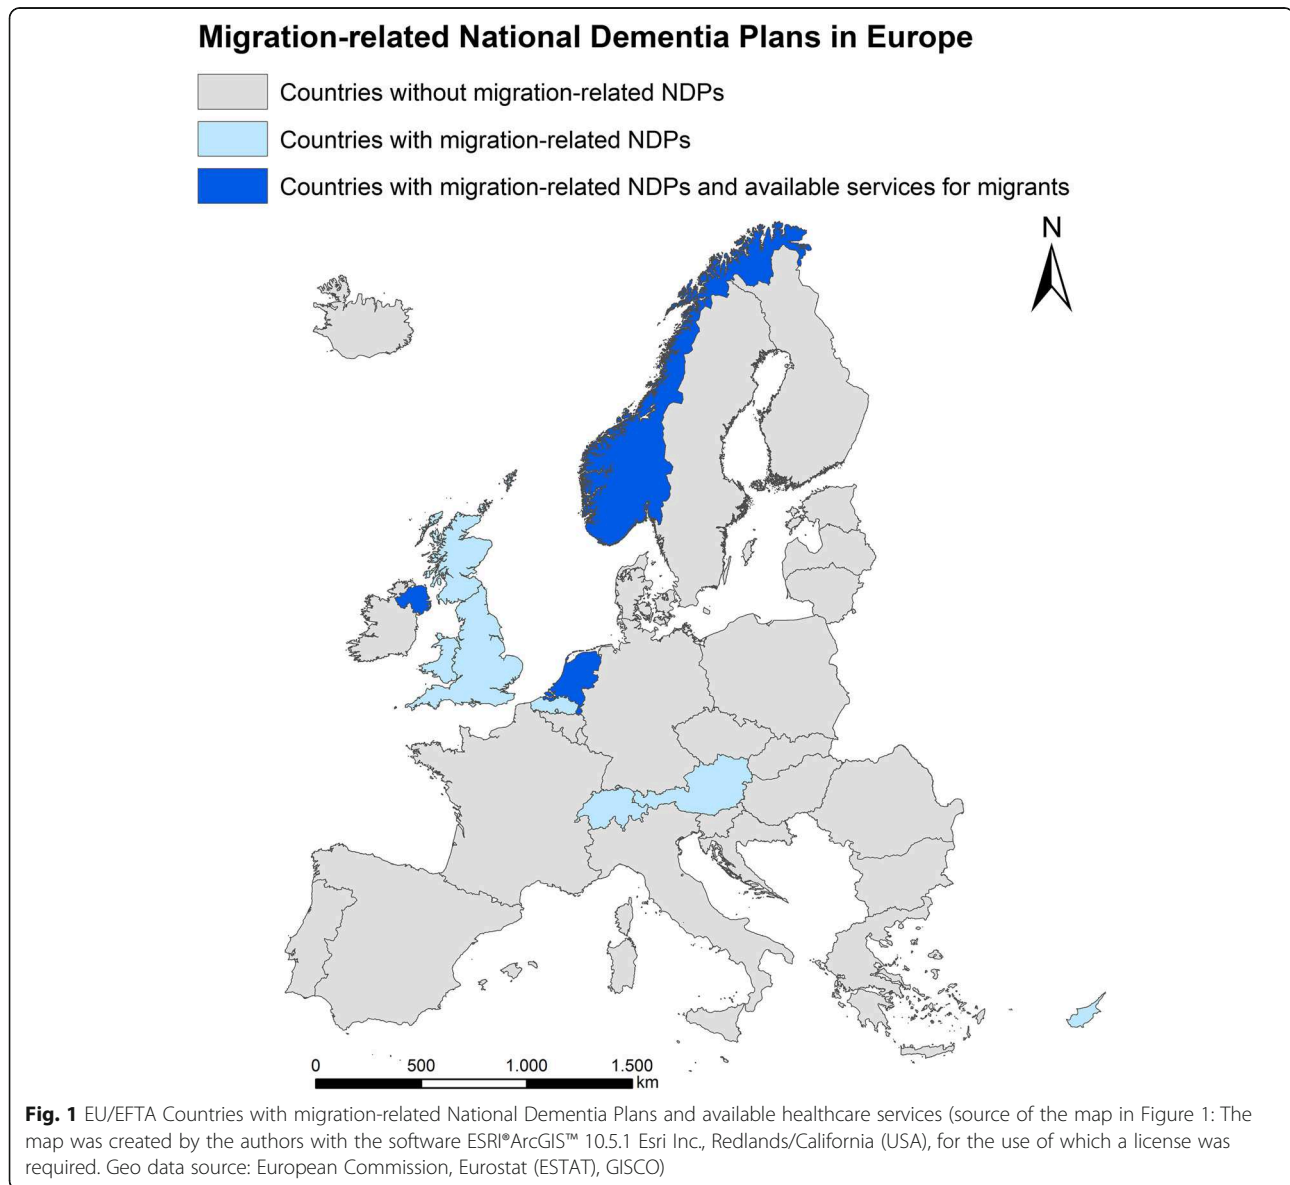 Migration-related National Dementia Plans in Europe
Countries without migration-related NDPs
Countries with migration-related NDPs
Countries with migration-related NDPs and available services for migrants
N
0 500 1.000 1.500
km
Fig. 1 EU/EFTA Countries with migration-related National Dementia Plans and available healthcare services (source of the map in Figure 1: The
map was created by the authors with the software ESRI®ArcGIS™ 10.5.1 Esri Inc., Redlands/California (USA), for the use of which a license was
required. Geo data source: European Commission, Eurostat (ESTAT), GISCO)